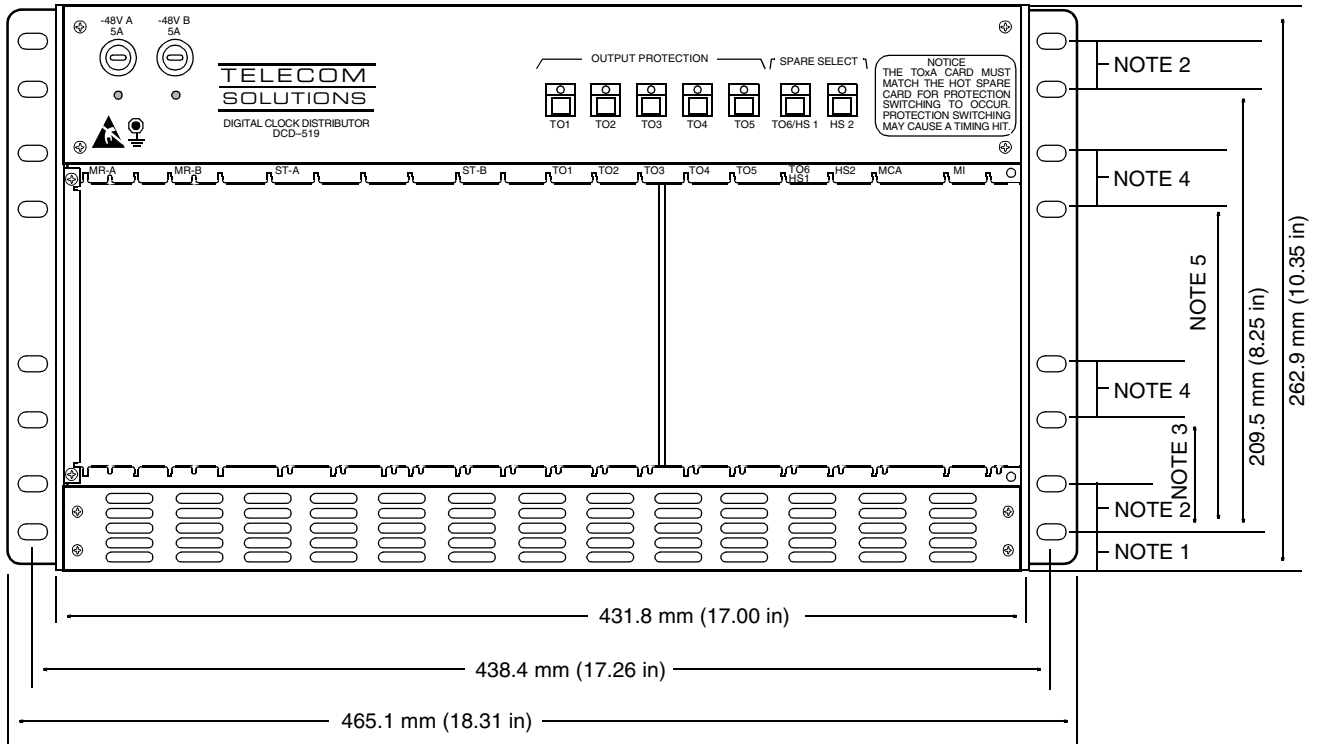 -48V A
5A
-48V B
5A
TELECOM
SOLUTIONS
DIGITAL CLOCK DISTRIBUTOR
DCD–519
OUTPUT PROTECTION
SPARE SELECT
TO1
TO2
TO3
TO4
TO5
TO6/HS 1
HS 2
NOTICE
THE TOxA CARD MUST
MATCH THE HOT SPARE
CARD FOR PROTECTION
SWITCHING TO OCCUR.
PROTECTION SWITCHING
MAY CAUSE A TIMING HIT.
MR-A
MR-B
ST-A
ST-B
TO1
TO2
TO3
TO4
TO5
TO6
HS1
HS2
MCA
MI
NOTE 2
NOTE 4
NOTE 5
NOTE 4
NOTE 3
NOTE 2
NOTE 1
209.5 mm (8.25 in)
262.9 mm (10.35 in)
431.8 mm (17.00 in)
438.4 mm (17.26 in)
465.1 mm (18.31 in)